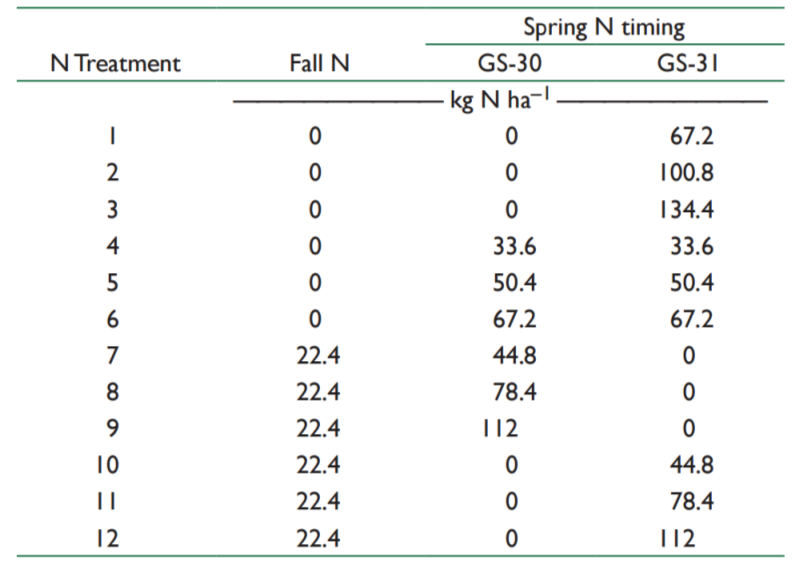 Spring N timing
N Treatment Fall N GS-30 GS-31
kg N ha–1
1 0 0 67.2
2 0 0 100.8
3 0 0 134.4
4 0 33.6 33.6
5 0 50.4 50.4
6 0 67.2 67.2
7 22.4 44.8 0
8 22.4 78.4 0
9 22.4 112 0
10 22.4 0 44.8
11 22.4 0 78.4
12 22.4 0 112